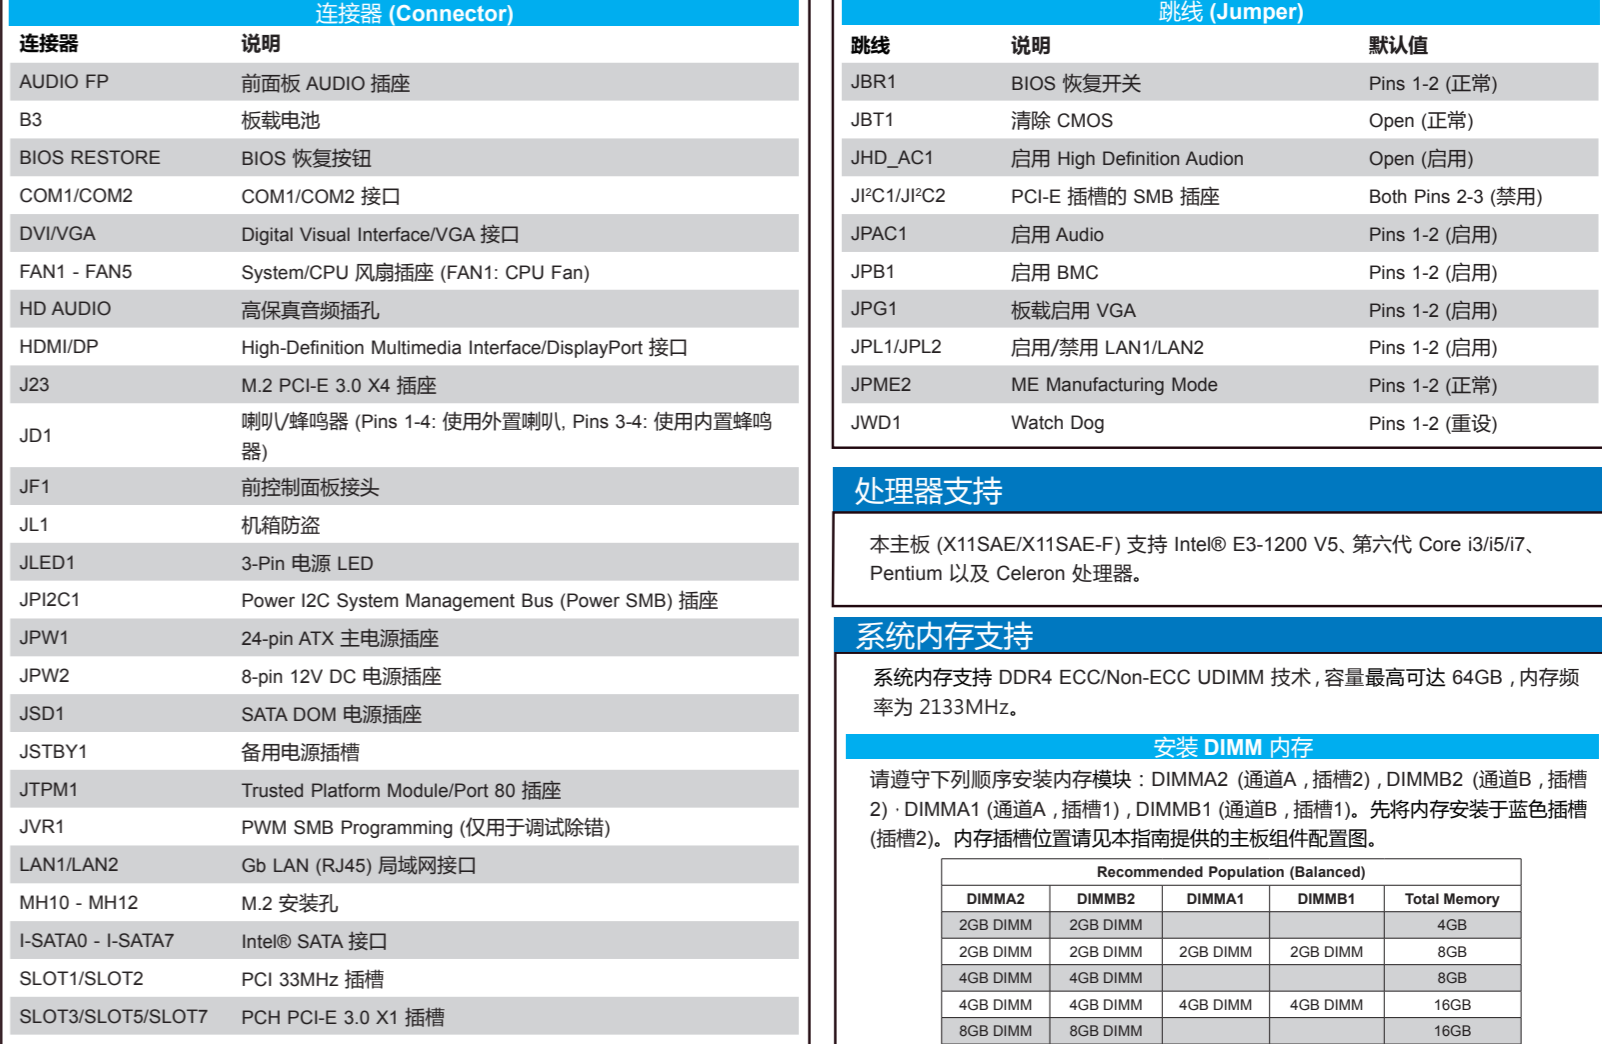 连接器 (Connector)
连接器 说明
AUDIO FP 前面板 AUDIO 插座
B3 板载电池
BIOS RESTORE BIOS 恢复按钮
COM1/COM2 COM1/COM2 接口
DVI/VGA Digital Visual Interface/VGA 接口
FAN1 - FAN5 System/CPU 风扇插座 (FAN1: CPU Fan)
HD AUDIO 高保真音频插孔
HDMI/DP High-Definition Multimedia Interface/DisplayPort 接口
J23 M.2 PCI-E 3.0 X4 插座
JD1 喇叭/蜂鸣器 (Pins 1-4: 使用外置喇叭, Pins 3-4: 使用内置蜂鸣
器)
JF1 前控制面板接头
JL1 机箱防盗
JLED1 3-Pin 电源 LED
JPI2C1 Power I2C System Management Bus (Power SMB) 插座
JPW1 24-pin ATX 主电源插座
JPW2 8-pin 12V DC 电源插座
JSD1 SATA DOM 电源插座
JSTBY1 备用电源插槽
JTPM1 Trusted Platform Module/Port 80 插座
JVR1 PWM SMB Programming (仅用于调试除错)
LAN1/LAN2 Gb LAN (RJ45) 局域网接口
MH10 - MH12 M.2 安装孔
I-SATA0 - I-SATA7 Intel® SATA 接口
SLOT1/SLOT2 PCI 33MHz 插槽
SLOT3/SLOT5/SLOT7 PCH PCI-E 3.0 X1 插槽
跳线 (Jumper)
跳线 说明 默认值
JBR1 BIOS 恢复开关 Pins 1-2 (正常)
JBT1 清除 CMOS Open (正常)
JHD_AC1 启用 High Definition Audion Open (启用)
JI²C1/JI²C2 PCI-E 插槽的 SMB 插座 Both Pins 2-3 (禁用)
JPAC1 启用 Audio Pins 1-2 (启用)
JPB1 启用 BMC Pins 1-2 (启用)
JPG1 板载启用 VGA Pins 1-2 (启用)
JPL1/JPL2 启用/禁用 LAN1/LAN2 Pins 1-2 (启用)
JPME2 ME Manufacturing Mode Pins 1-2 (正常)
JWD1 Watch Dog Pins 1-2 (重设)
处理器支持
本主板 (X11SAE/X11SAE-F) 支持 Intel® E3-1200 V5、第六代 Core i3/i5/i7、
Pentium 以及 Celeron 处理器。
系统内存支持
系统内存支持 DDR4 ECC/Non-ECC UDIMM 技术，容量最高可达 64GB，内存频
率为 2133MHz。
安装 DIMM 内存
请遵守下列顺序安装内存模块：DIMMA2 (通道A，插槽2)，DIMMB2 (通道B，插槽
2)．DIMMA1 (通道A，插槽1)，DIMMB1 (通道B，插槽1)。先将内存安装于蓝色插槽
(插槽2)。内存插槽位置请见本指南提供的主板组件配置图。
Recommended Population (Balanced)
DIMMA2 DIMMB2 DIMMA1 DIMMB1 Total Memory
2GB DIMM 2GB DIMM 4GB
2GB DIMM 2GB DIMM 2GB DIMM 2GB DIMM 8GB
4GB DIMM 4GB DIMM 8GB
4GB DIMM 4GB DIMM 4GB DIMM 4GB DIMM 16GB
8GB DIMM 8GB DIMM 16GB